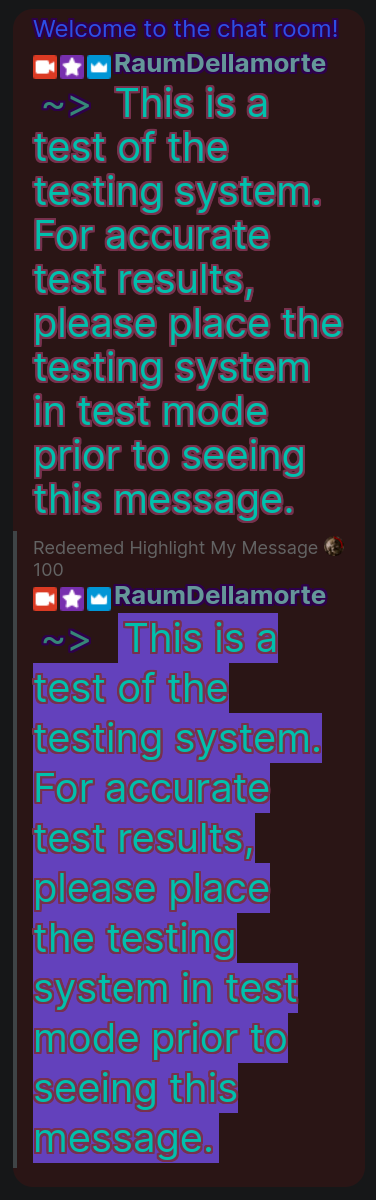 Welcome to the chat room!
RaumDellamorte
~> This is a
test of the
testing system.
For accurate
test results,
please place the
testing system
in test mode
prior to seeing
this message.
Redeemed Highlight My Message
100
RaumDellamorte
~> This is a
test of the
testing system.
For accurate
test results,
please place
the testing
system in test
mode prior to
seeing this
message.